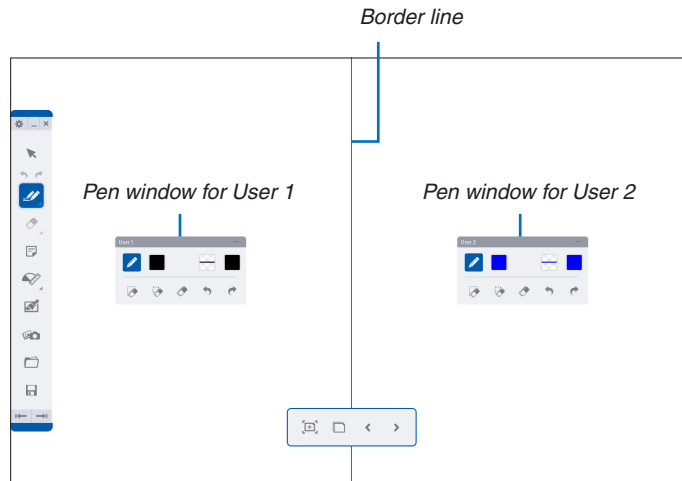 Border line
Pen window for User 1
Pen window for User 2
User 1
User 2